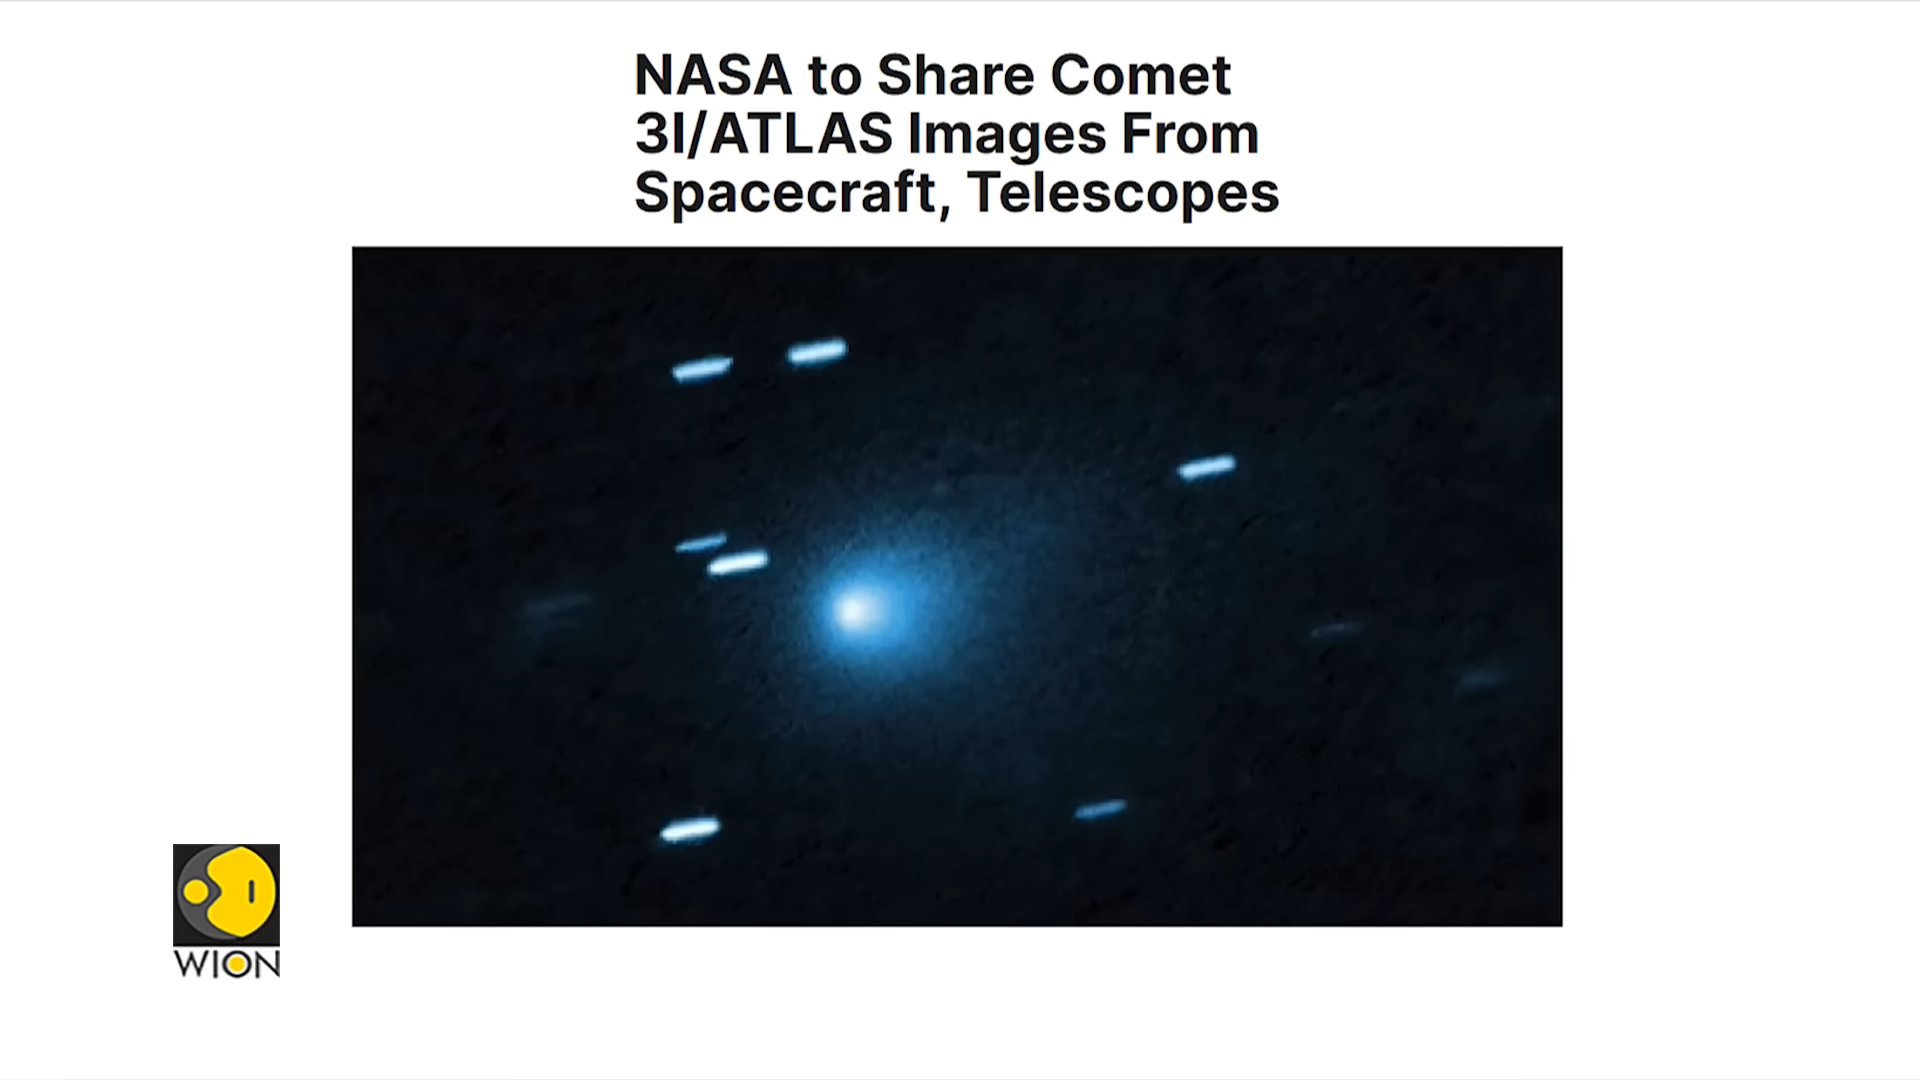 NASA to Share Comet
3I/ATLAS Images From
Spacecraft, Telescopes
WION